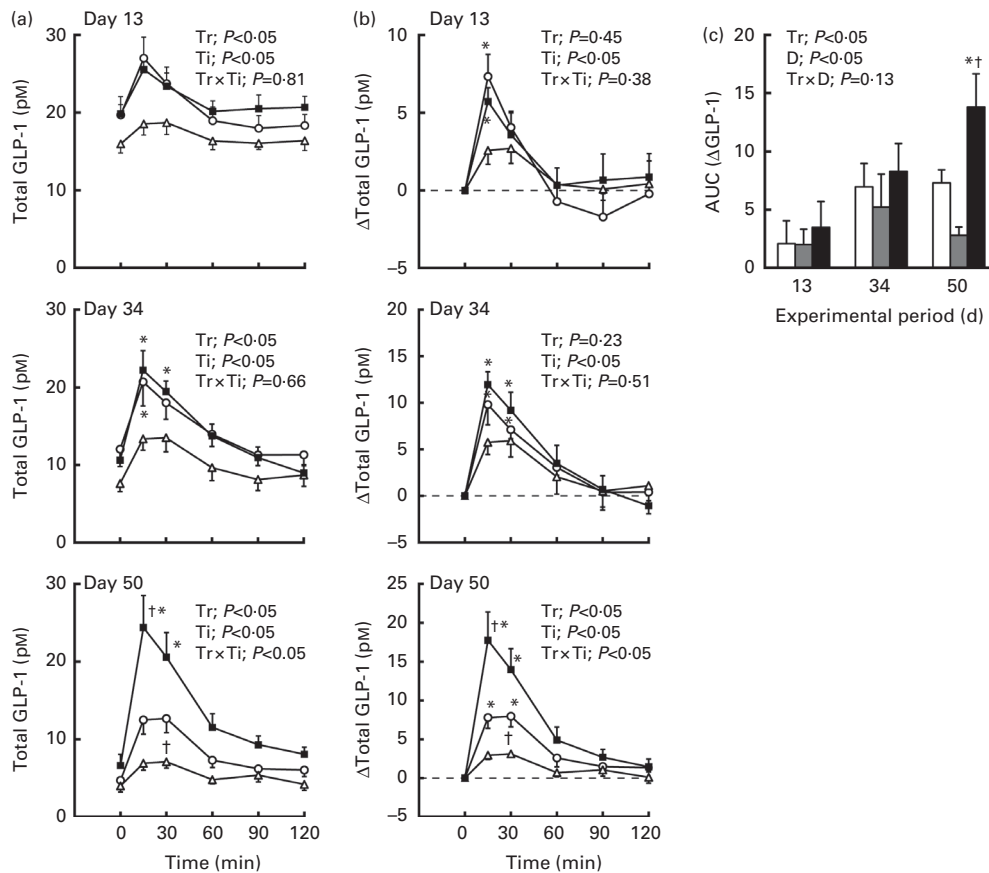 (a)
Day 13
Tr; P<0·05
Ti; P<0·05
Tr×Ti; P=0·81
Total GLP-1 (pM)
30
20
10
0
Day 34
Tr; P<0·05
Ti; P<0·05
Tr×Ti; P=0·66
* *
*
Total GLP-1 (pM)
30
20
10
0
Day 50
Tr; P<0·05
Ti; P<0·05
Tr×Ti; P<0·05
†*
*
†
Total GLP-1 (pM)
30
20
10
0
0 30 60 90 120
Time (min)
(b)
Day 13
Tr; P=0·45
Ti; P<0·05
Tr×Ti; P=0·38
*
*
ΔTotal GLP-1 (pM)
10
5
0
−5
Day 34
Tr; P=0·23
Ti; P<0·05
Tr×Ti; P=0·51
* *
* *
ΔTotal GLP-1 (pM)
20
15
10
5
0
−5
Day 50
Tr; P<0·05
Ti; P<0·05
Tr×Ti; P<0·05
†*
*
* *
†
ΔTotal GLP-1 (pM)
25
20
15
10
5
0
−5
0 30 60 90 120
Time (min)
(c)
Tr; P<0·05
D; P<0·05
Tr×D; P=0·13
*†
AUC (ΔGLP-1)
20
15
10
5
0
13 34 50
Experimental period (d)